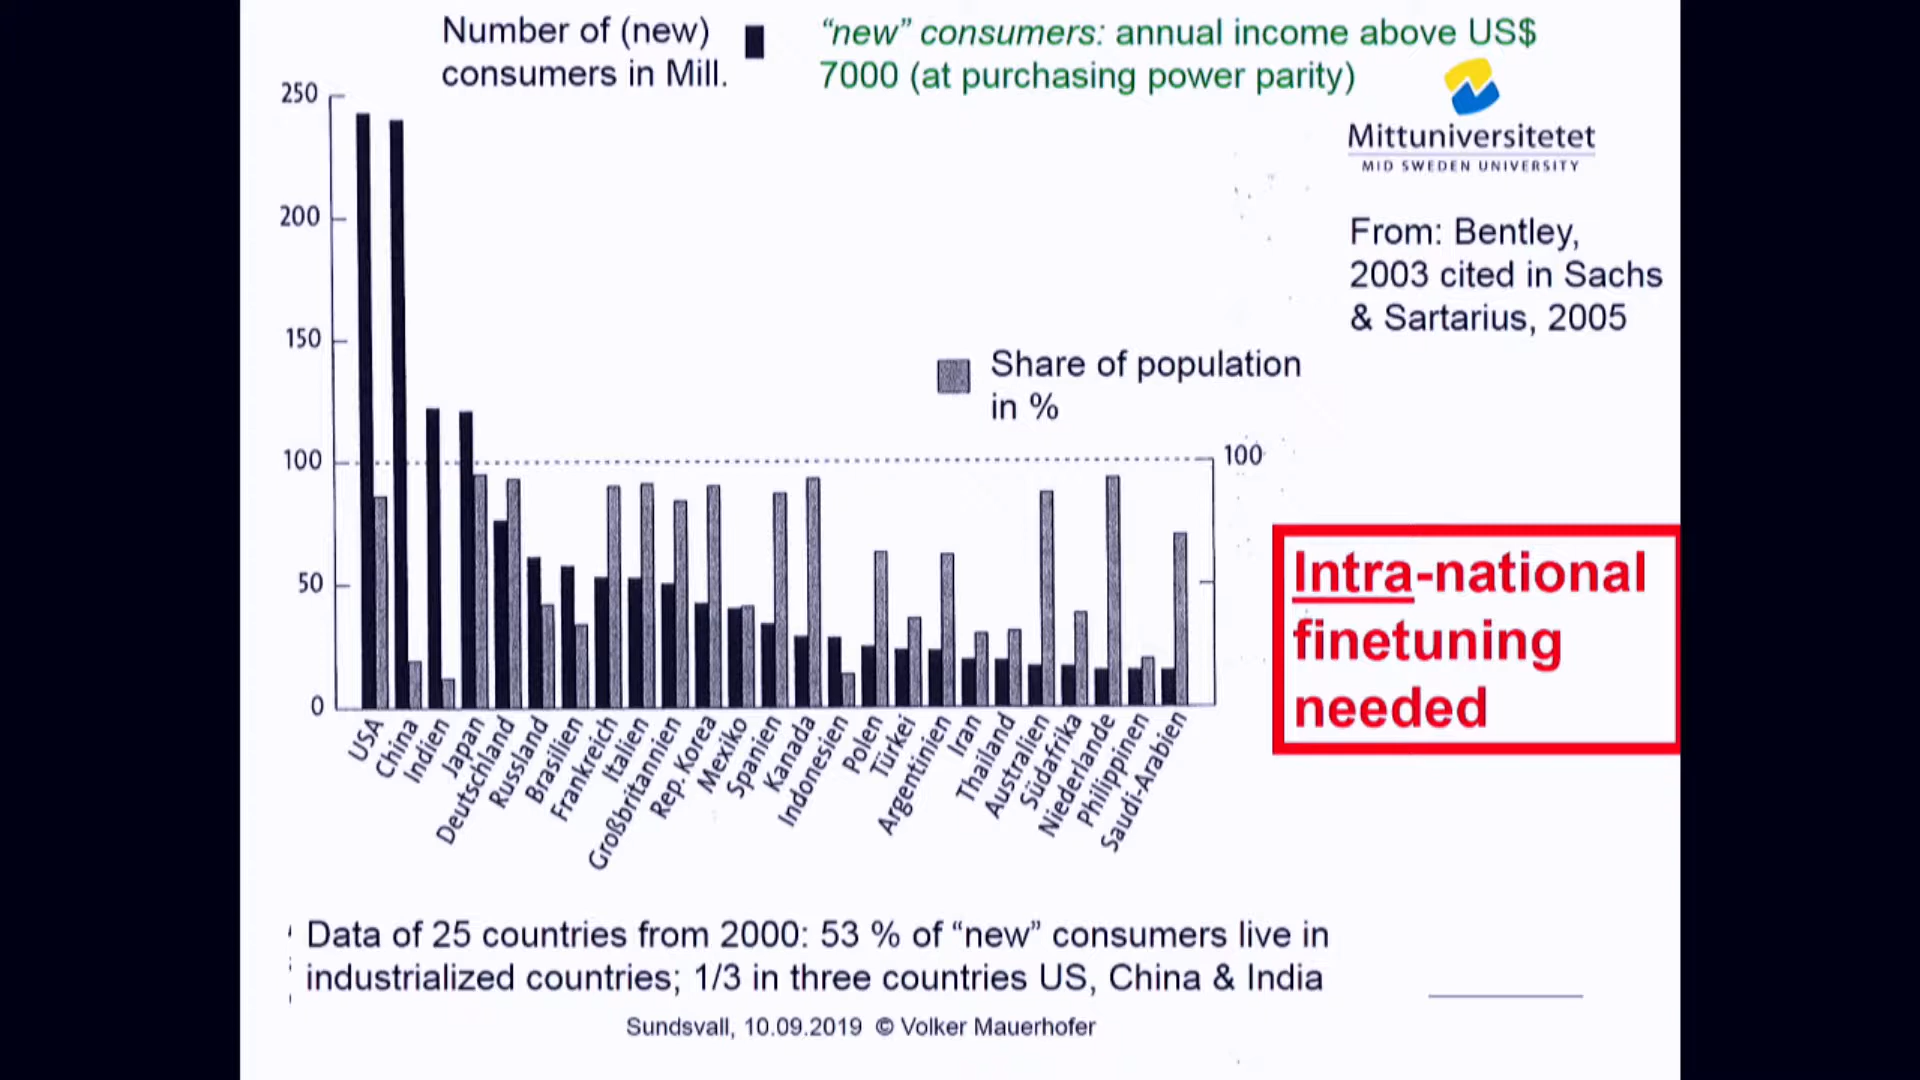 Number of (new)
consumers in Mill.
“new” consumers: annual income above US$
7000 (at purchasing power parity)
Mittuniversitetet
MID SWEDEN UNIVERSITY
From: Bentley,
2003 cited in Sachs
& Sartarius, 2005
250
200
150
100
50
0
Share of population
in %
100
Intra-national
finetuning
needed
USA
China
Indien
Japan
Deutschland
Russland
Brasilien
Frankreich
Italien
Großbritannien
Rep. Korea
Mexiko
Spanien
Kanada
Indonesien
Polen
Türkei
Argentinien
Iran
Thailand
Australien
Südafrika
Niederlande
Philippinen
Saudi-Arabien
Data of 25 countries from 2000: 53 % of “new” consumers live in
industrialized countries; 1/3 in three countries US, China & India
Sundsvall, 10.09.2019 © Volker Mauerhofer